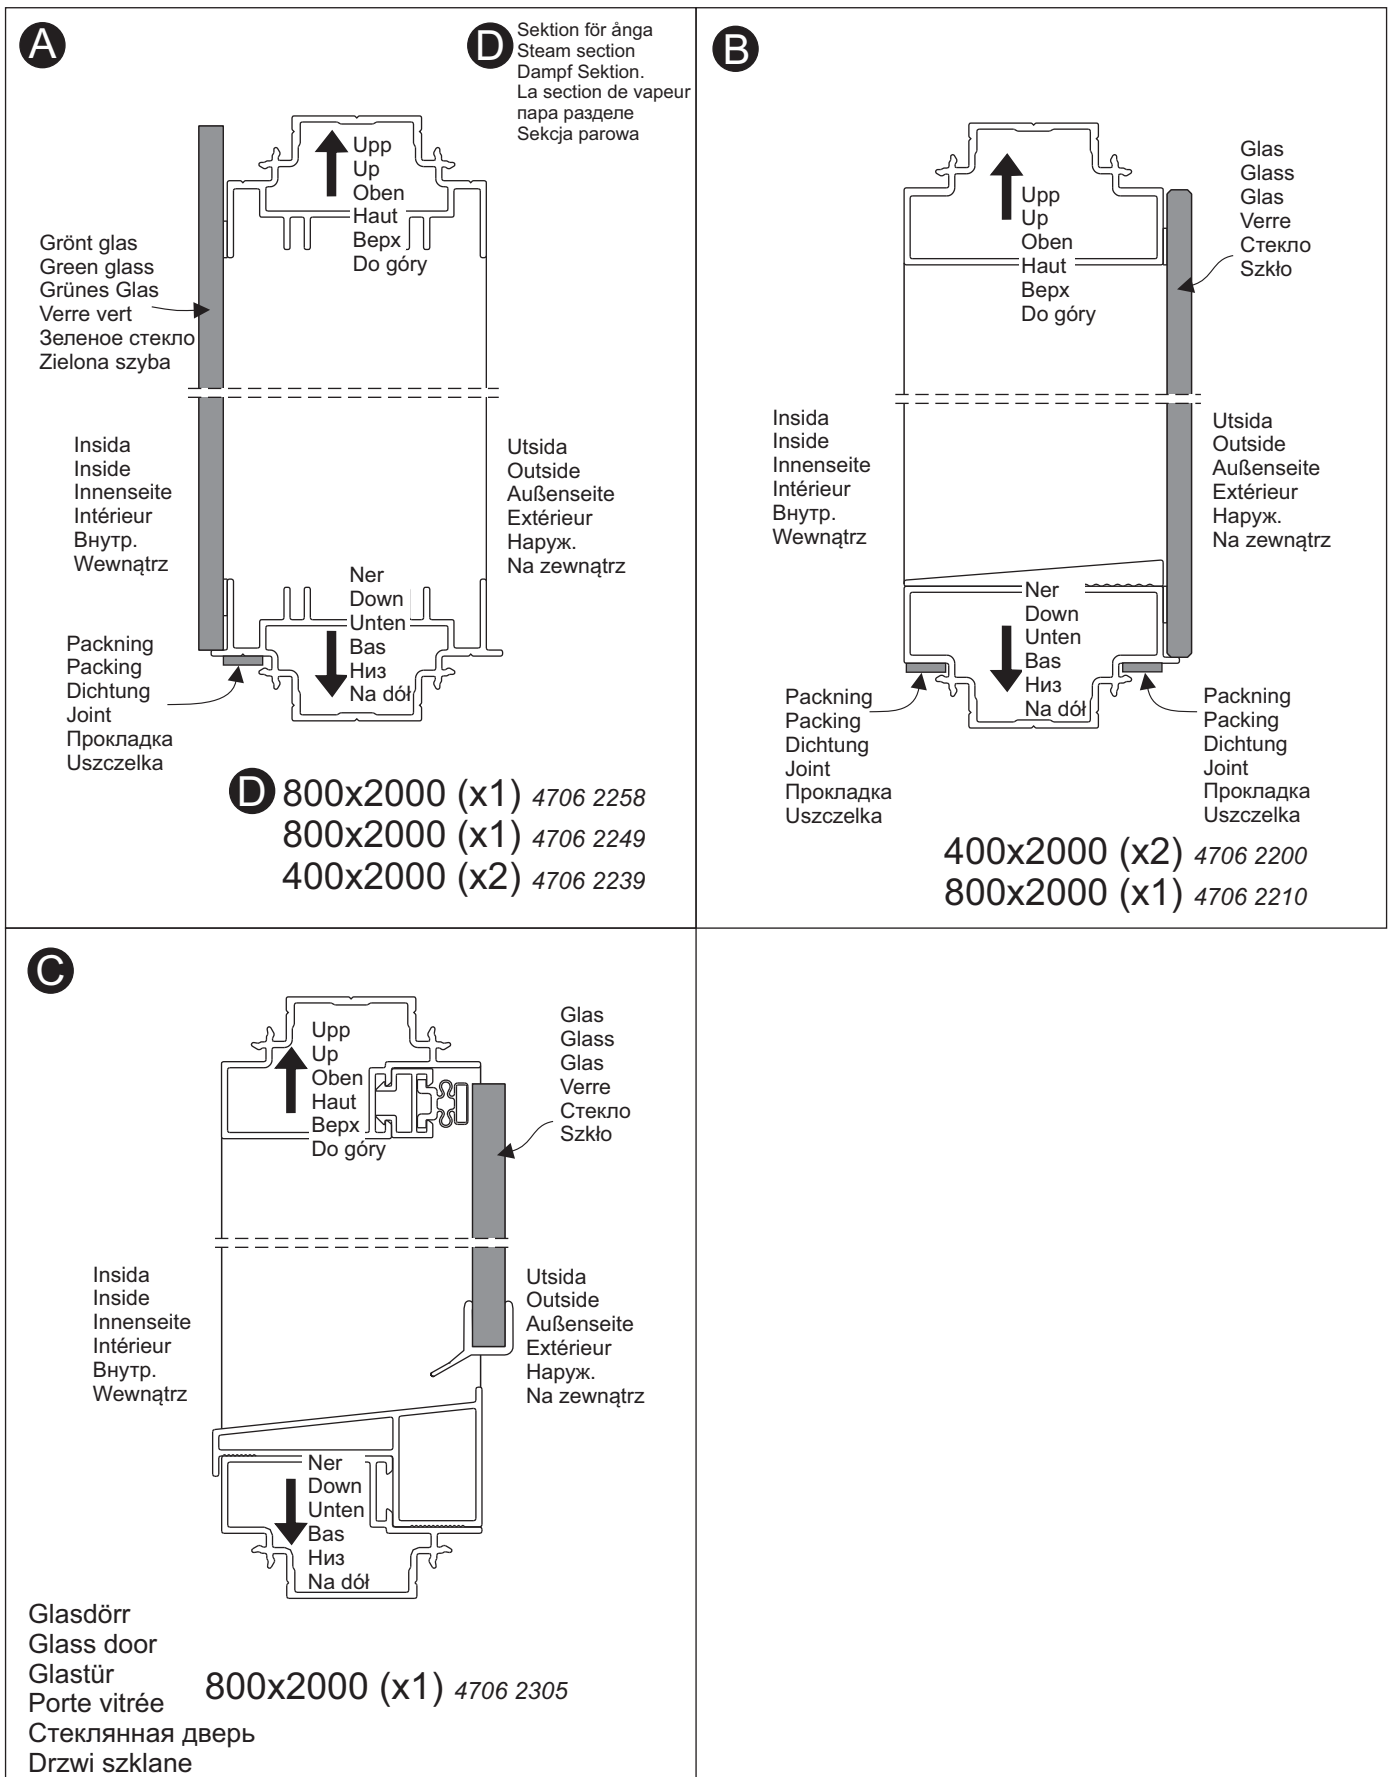 A
D
Sektion för ånga
Steam section
Dampf Sektion.
La section de vapeur
пара разделе
Sekcja parowa
Upp
Up
Oben
Haut
Верх
Do góry
Grönt glas
Green glass
Grünes Glas
Verre vert
Зеленое стекло
Zielona szyba
Insida
Inside
Innenseite
Intérieur
Внутр.
Wewnątrz
Utsida
Outside
Außenseite
Extérieur
Наруж.
Na zewnątrz
Ner
Down
Unten
Bas
Низ
Na dół
Packning
Packing
Dichtung
Joint
Прокладка
Uszczelka
D 800x2000 (x1) 4706 2258
800x2000 (x1) 4706 2249
400x2000 (x2) 4706 2239
B
Upp
Up
Oben
Haut
Верх
Do góry
Glas
Glass
Glas
Verre
Стекло
Szkło
Insida
Inside
Innenseite
Intérieur
Внутр.
Wewnątrz
Utsida
Outside
Außenseite
Extérieur
Наруж.
Na zewnątrz
Ner
Down
Unten
Bas
Низ
Na dół
Packning
Packing
Dichtung
Joint
Прокладка
Uszczelka
Packning
Packing
Dichtung
Joint
Прокладка
Uszczelka
400x2000 (x2) 4706 2200
800x2000 (x1) 4706 2210
C
Upp
Up
Oben
Haut
Верх
Do góry
Glas
Glass
Glas
Verre
Стекло
Szkło
Insida
Inside
Innenseite
Intérieur
Внутр.
Wewnątrz
Utsida
Outside
Außenseite
Extérieur
Наруж.
Na zewnątrz
Ner
Down
Unten
Bas
Низ
Na dół
Glasdörr
Glass door
Glastür
Porte vitrée
Стеклянная дверь
Drzwi szklane
800x2000 (x1) 4706 2305